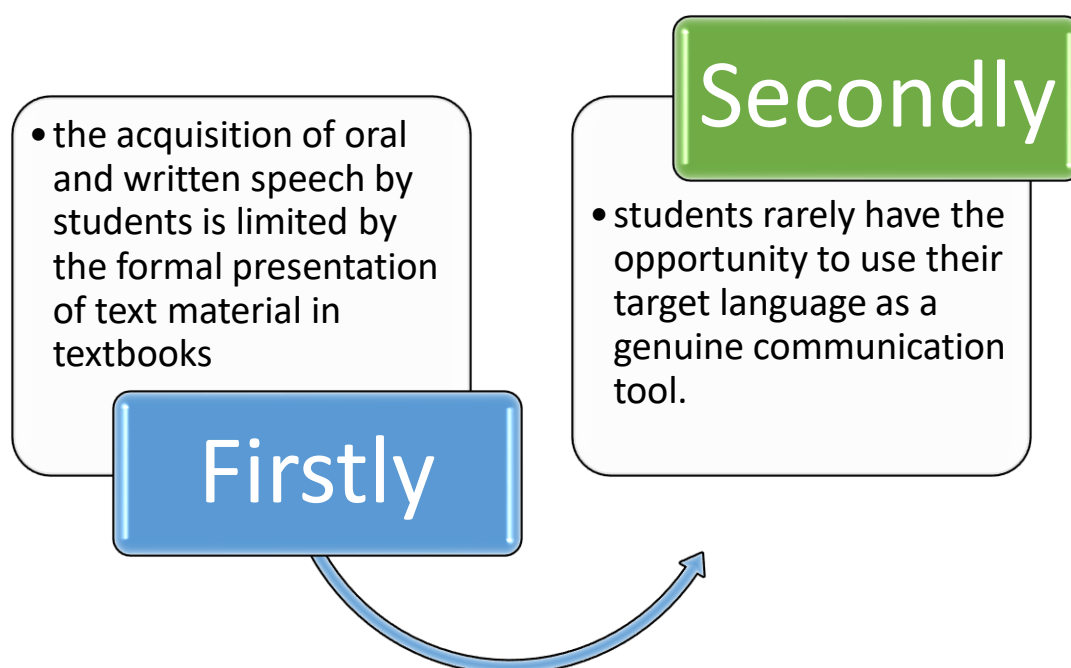 • the acquisition of oral
and written speech by
students is limited by
the formal presentation
of text material in
textbooks
Firstly
Secondly
• students rarely have the
opportunity to use their
target language as a
genuine communication
tool.